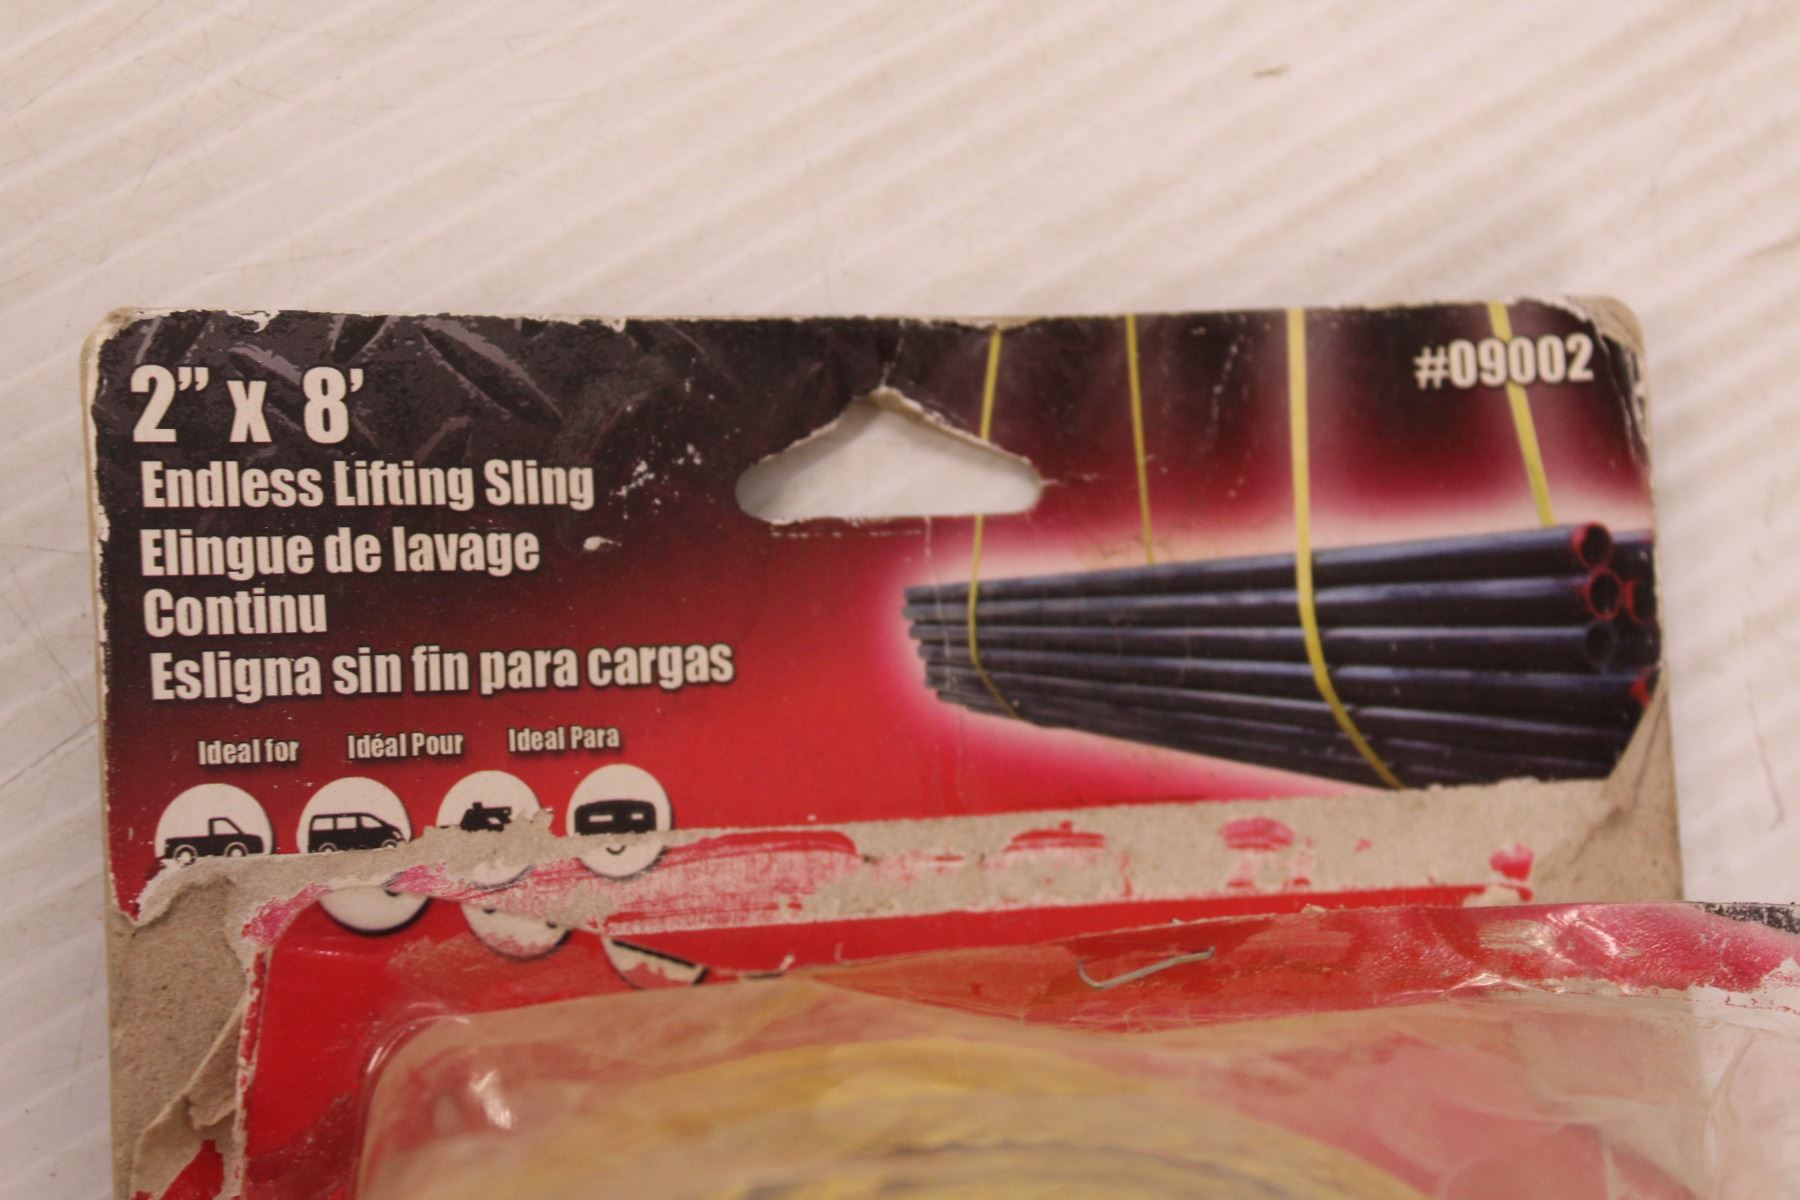 2” x 8’
#09002
Endless Lifting Sling
Elingue de lavage
Continu
Esligna sin fin para cargas
Ideal for Idéal Pour Ideal Para